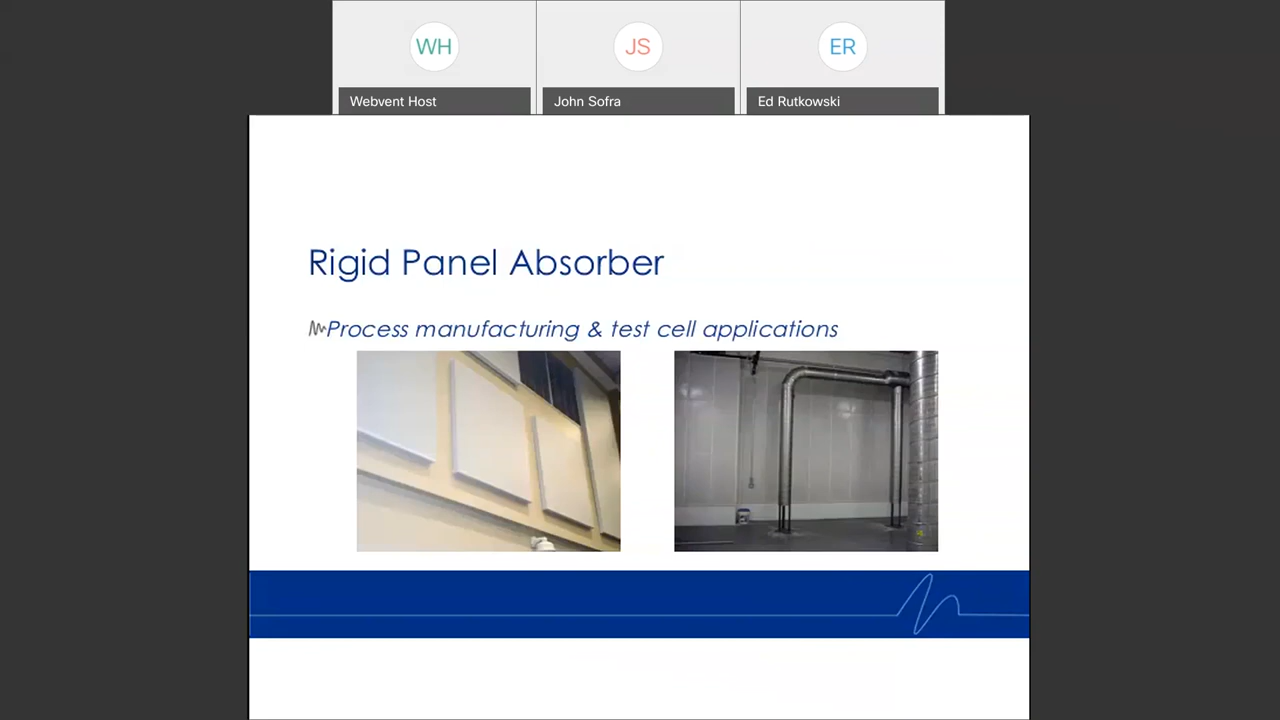 WH
JS
ER
Webvent Host
John Sofra
Ed Rutkowski
Rigid Panel Absorber
Process manufacturing & test cell applications